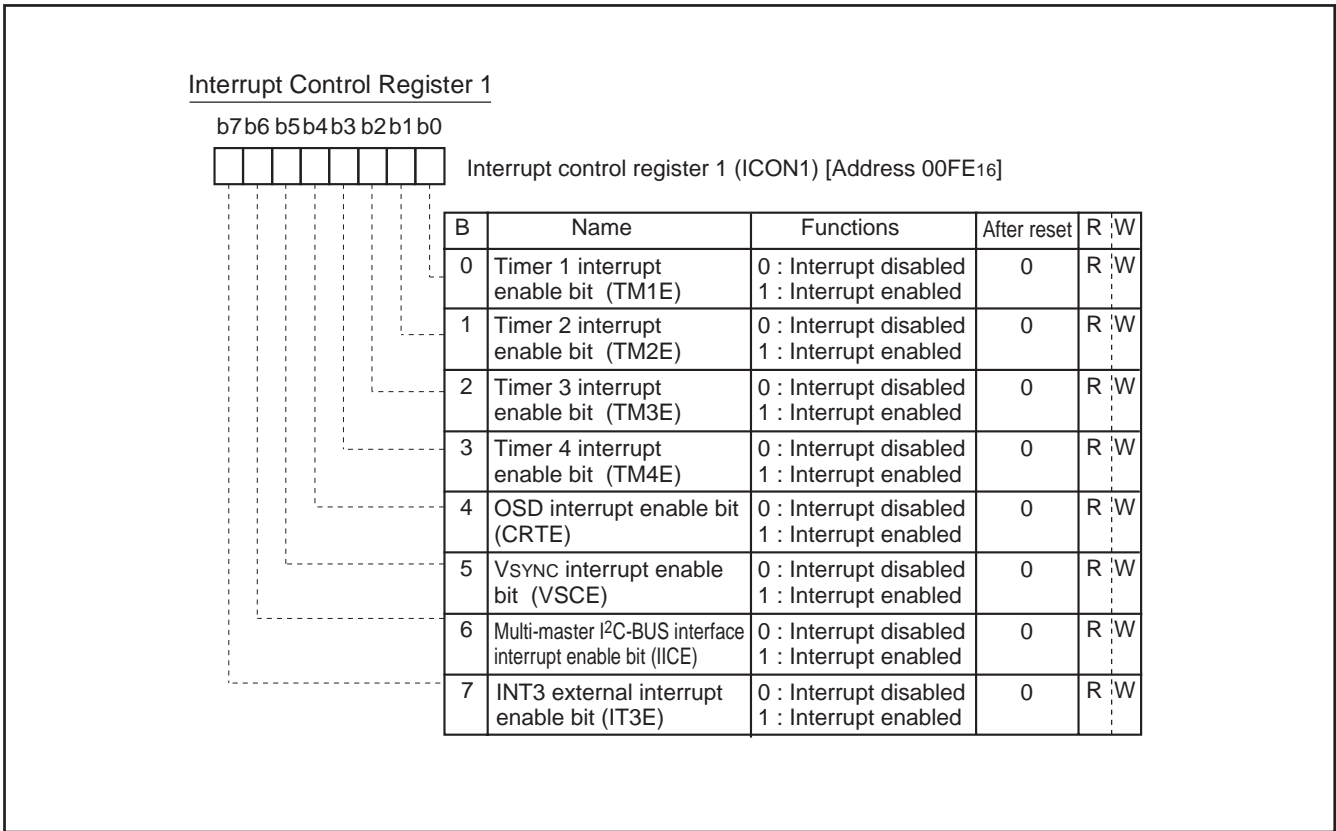 Interrupt Control Register 1
b7 b6 b5 b4 b3 b2 b1 b0
Interrupt control register 1 (ICON1) [Address 00FE16]
B Name Functions After reset R W
0 Timer 1 interrupt 0 : Interrupt disabled 0 R W
enable bit (TM1E) 1 : Interrupt enabled
1 Timer 2 interrupt 0 : Interrupt disabled 0 R W
enable bit (TM2E) 1 : Interrupt enabled
2 Timer 3 interrupt 0 : Interrupt disabled 0 R W
enable bit (TM3E) 1 : Interrupt enabled
3 Timer 4 interrupt 0 : Interrupt disabled 0 R W
enable bit (TM4E) 1 : Interrupt enabled
4 OSD interrupt enable bit 0 : Interrupt disabled 0 R W
(CRTE) 1 : Interrupt enabled
5 VSYNC interrupt enable 0 : Interrupt disabled 0 R W
bit (VSCE) 1 : Interrupt enabled
6 Multi-master I2C-BUS interface 0 : Interrupt disabled 0 R W
interrupt enable bit (IICE) 1 : Interrupt enabled
7 INT3 external interrupt 0 : Interrupt disabled 0 R W
enable bit (IT3E) 1 : Interrupt enabled